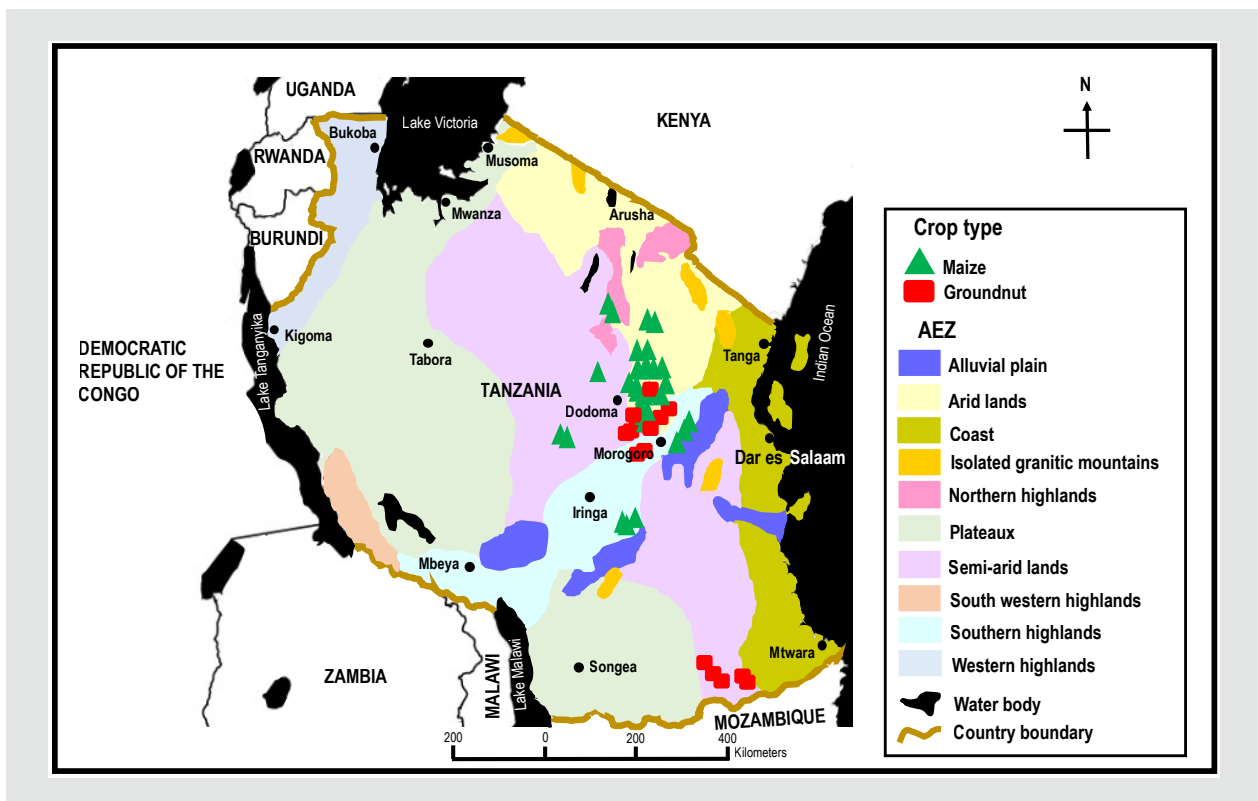 UGANDA
Lake Victoria
KENYA
N
Bukoba
RWANDA
Musoma
Mwanza
Arusha
BURUNDI
Lake Tanganyika
Kigoma
DEMOCRATIC
REPUBLIC OF THE
CONGO
Tabora
TANZANIA
Tanga
Indian Ocean
Dodoma
Morogoro
Dar es Salaam
Iringa
Mbeya
Mtwara
Songea
ZAMBIA
MALAWI
Lake Malawi
MOZAMBIQUE
200
0
200
400
Kilometers
Crop type
Maize
Groundnut
AEZ
Alluvial plain
Arid lands
Coast
Isolated granitic mountains
Northern highlands
Plateaux
Semi-arid lands
South western highlands
Southern highlands
Western highlands
Water body
Country boundary